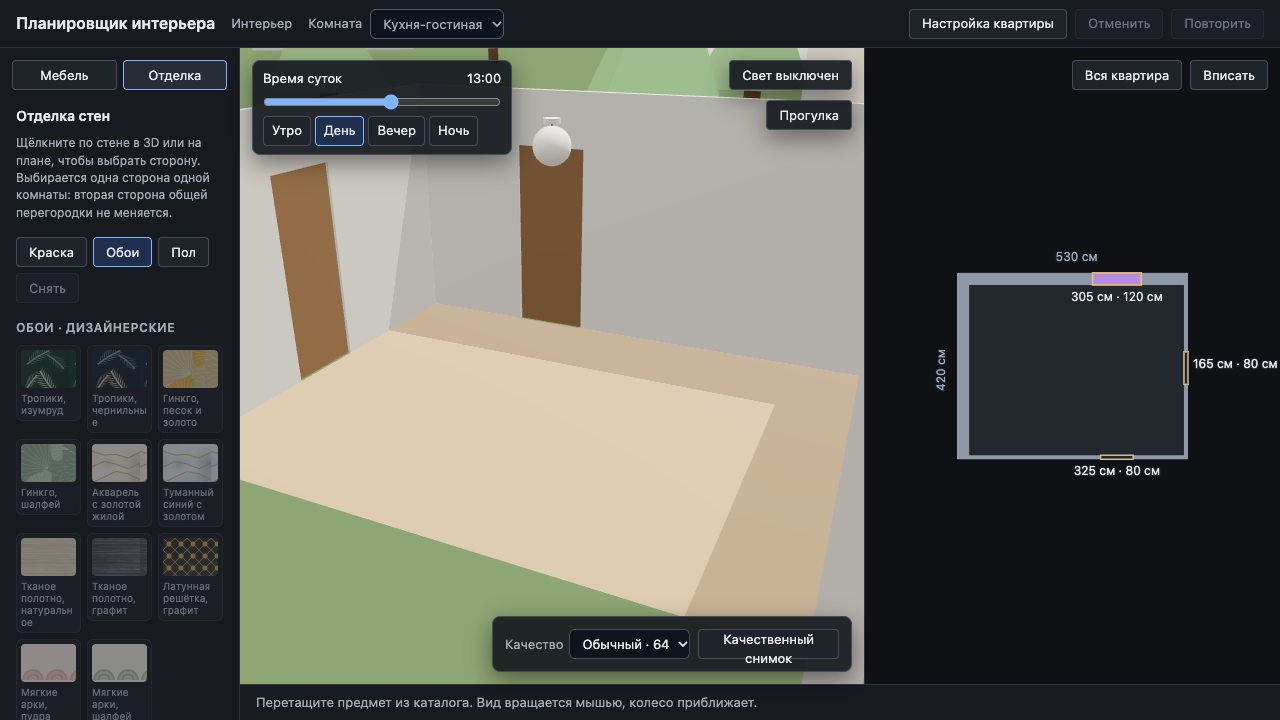 Планировщик интерьера
Интерьер
Комната
Кухня-гостиная
Настройка квартиры
Отменить
Повторить
Мебель
Отделка
Отделка стен
Щёлкните по стене в 3D или на
плане, чтобы выбрать сторону.
Выбирается одна сторона одной
комнаты: вторая сторона общей
перегородки не меняется.
Краска
Обои
Пол
Снять
ОБОИ · ДИЗАЙНЕРСКИЕ
Тропики,
изумруд
Тропики,
чернильны
е
Гинкго,
песок и
золото
Гинкго,
шалфей
Акварель
с золотой
жилой
Туманный
синий с
золотом
Тканое
полотно,
натуральн
ое
Тканое
полотно,
графит
Латунная
решётка,
графит
Мягкие
арки,
пудра
Мягкие
арки,
шалфей
Время суток
13:00
Утро
День
Вечер
Ночь
Свет выключен
Прогулка
Качество
Обычный · 64
Качественный
снимок
Вся квартира
Вписать
530 см
305 см · 120 см
420 см
165 см · 80 см
325 см · 80 см
Перетащите предмет из каталога. Вид вращается мышью, колесо приближает.